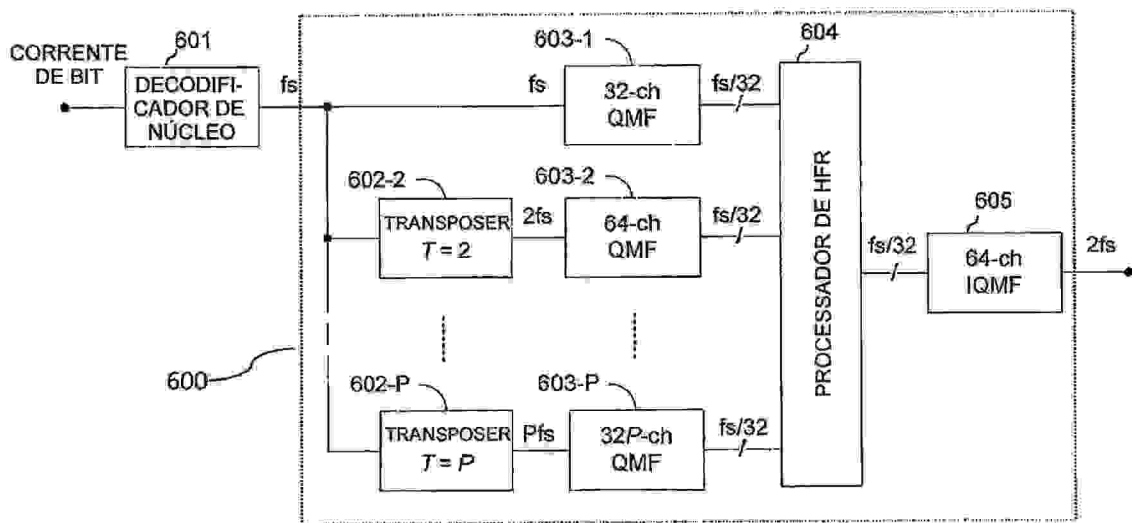 601
603-1
604
CORRENTE
DE BIT
DECODIFI-
CADOR DE
NÚCLEO
fs
fs
32-ch
QMF
fs/32
602-2
603-2
TRANSPOSER
T = 2
2fs
64-ch
QMF
fs/32
PROCESSADOR DE HFR
605
fs/32
64-ch
IQMF
2fs
600
602-P
603-P
TRANSPOSER
T = P
Pfs
32P-ch
QMF
fs/32